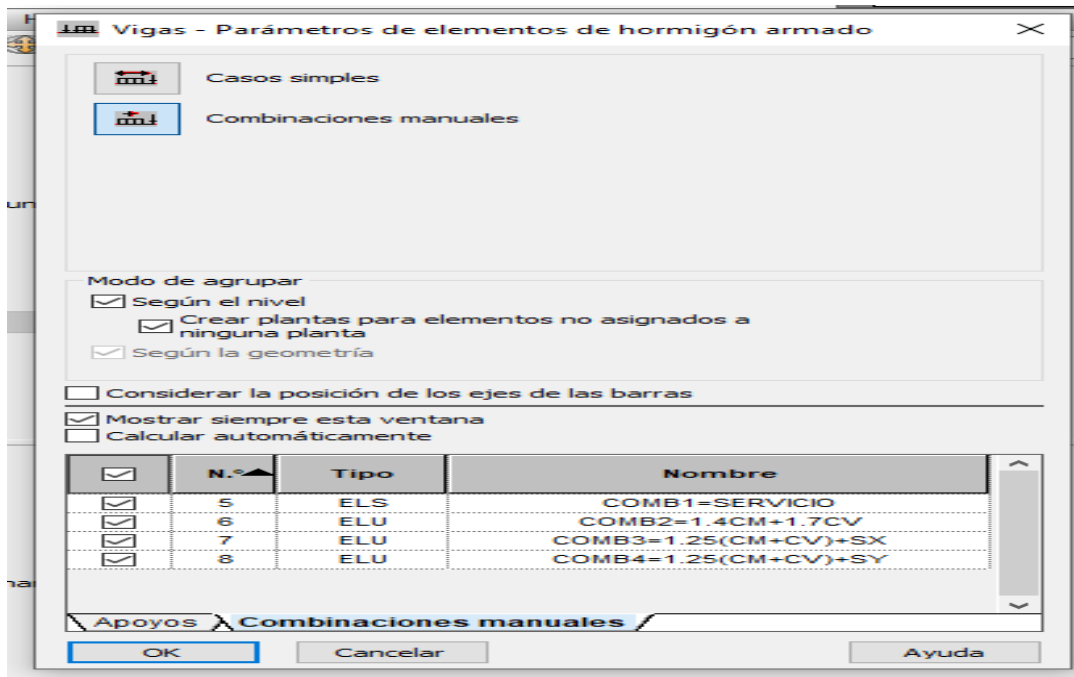 Vigas - Parámetros de elementos de hormigón armado
Casos simples
Combinaciones manuales
Modo de agrupar
Según el nivel
Crear plantas para elementos no asignados a
ninguna planta
Según la geometría
Considerar la posición de los ejes de las barras
Mostrar siempre esta ventana
Calcular automáticamente
N.º Tipo Nombre
5 ELS COMB1=SERVICIO
6 ELU COMB2=1.4CM+1.7CV
7 ELU COMB3=1.25(CM+CV)+SX
8 ELU COMB4=1.25(CM+CV)+SY
Apoyos Combinaciones manuales
OK Cancelar Ayuda